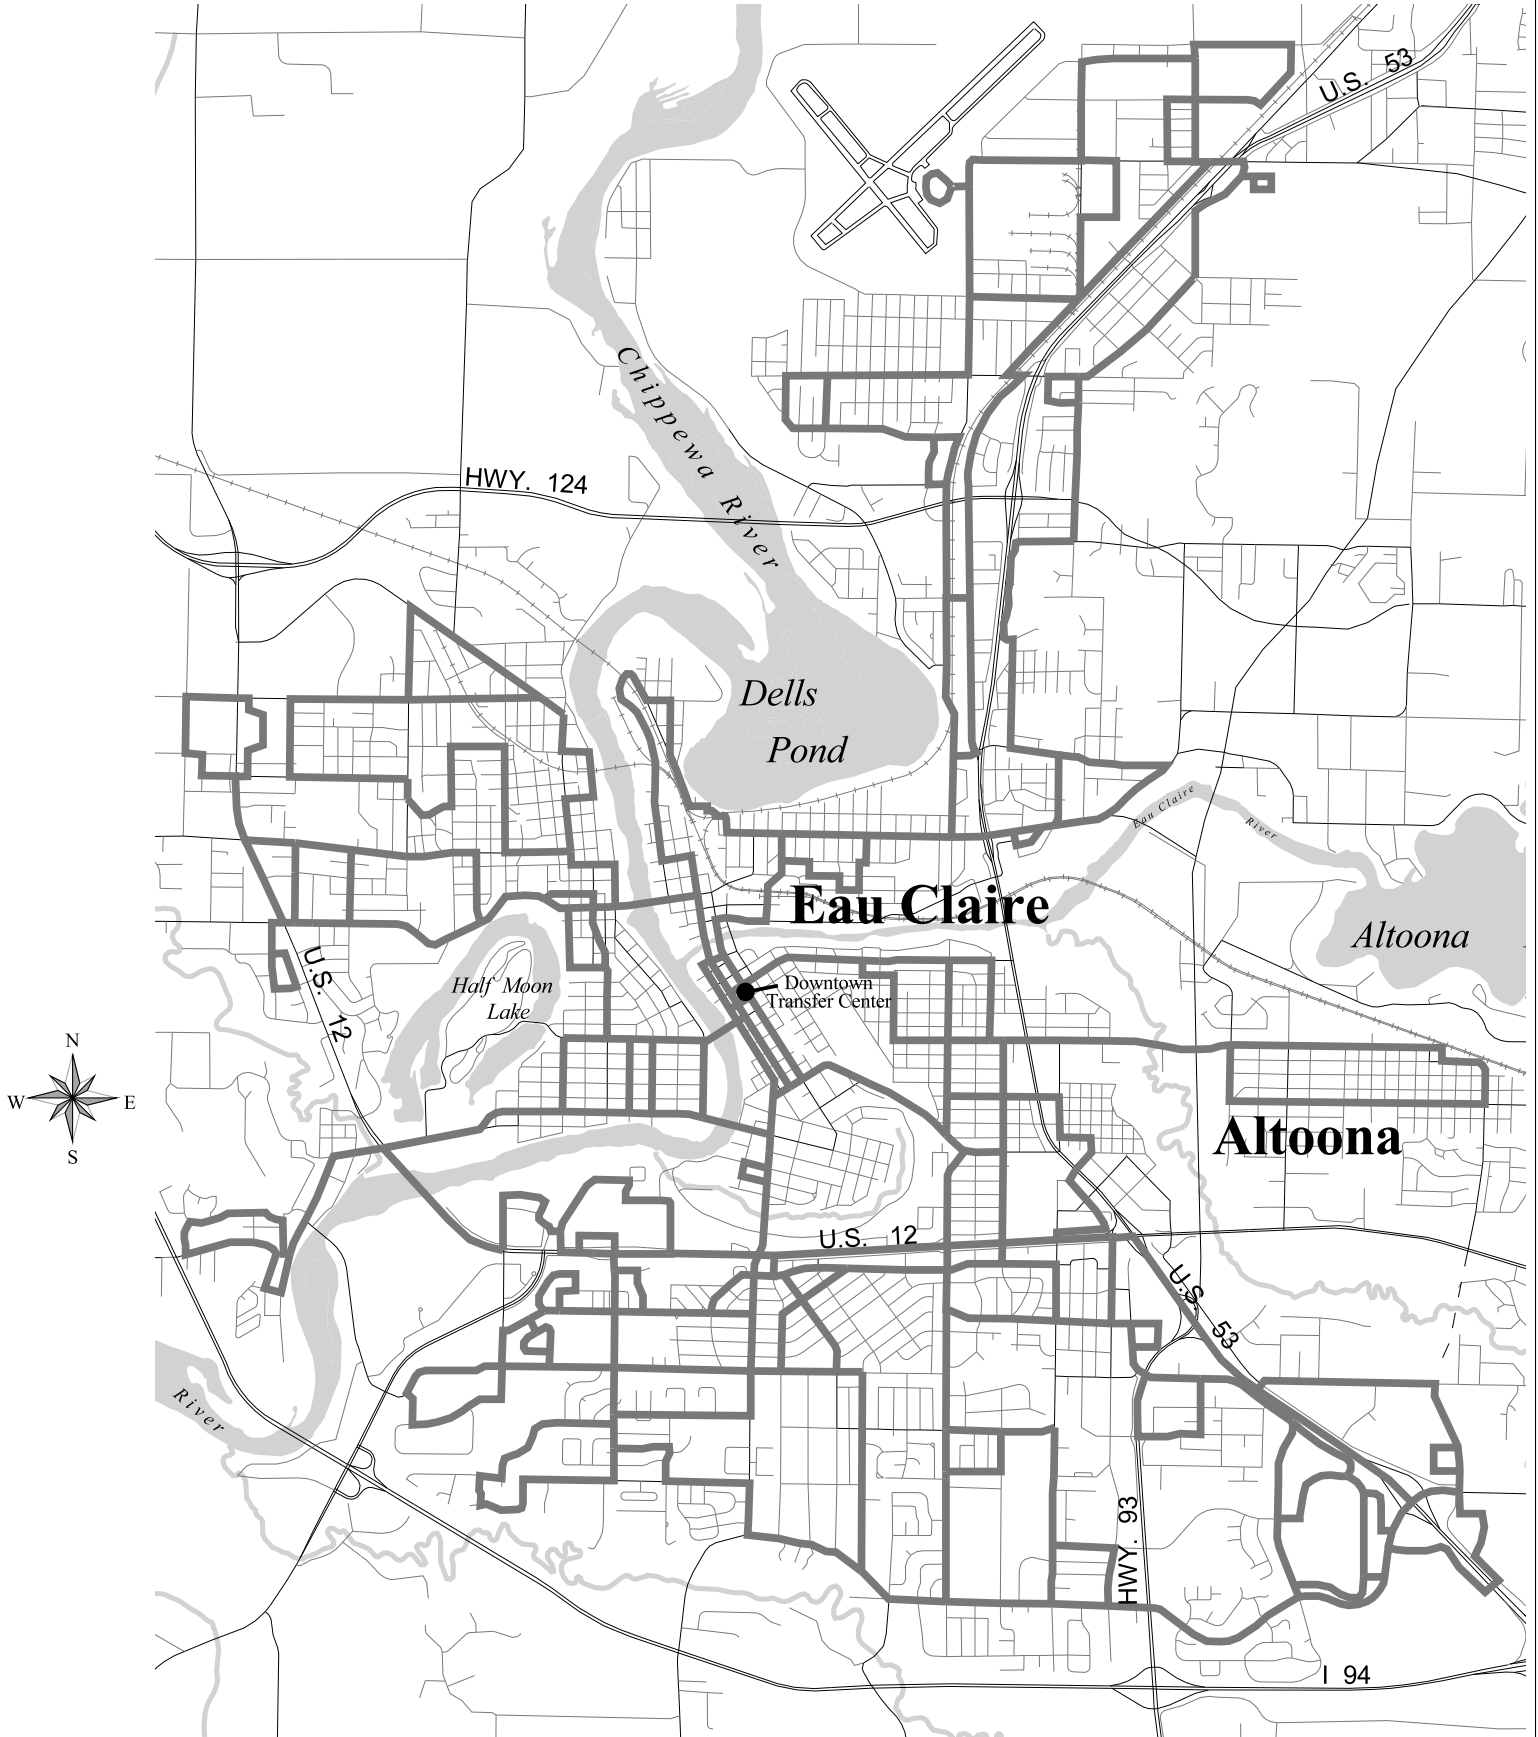 U.S. 53
Chippewa River
HWY. 124
Dells
Pond
Eau Claire
River
Eau Claire
Altoona
U.S. 12
Half Moon
Lake
Downtown
Transfer Center
N
W
E
S
Altoona
U.S. 12
U.S. 53
River
HWY. 93
I 94